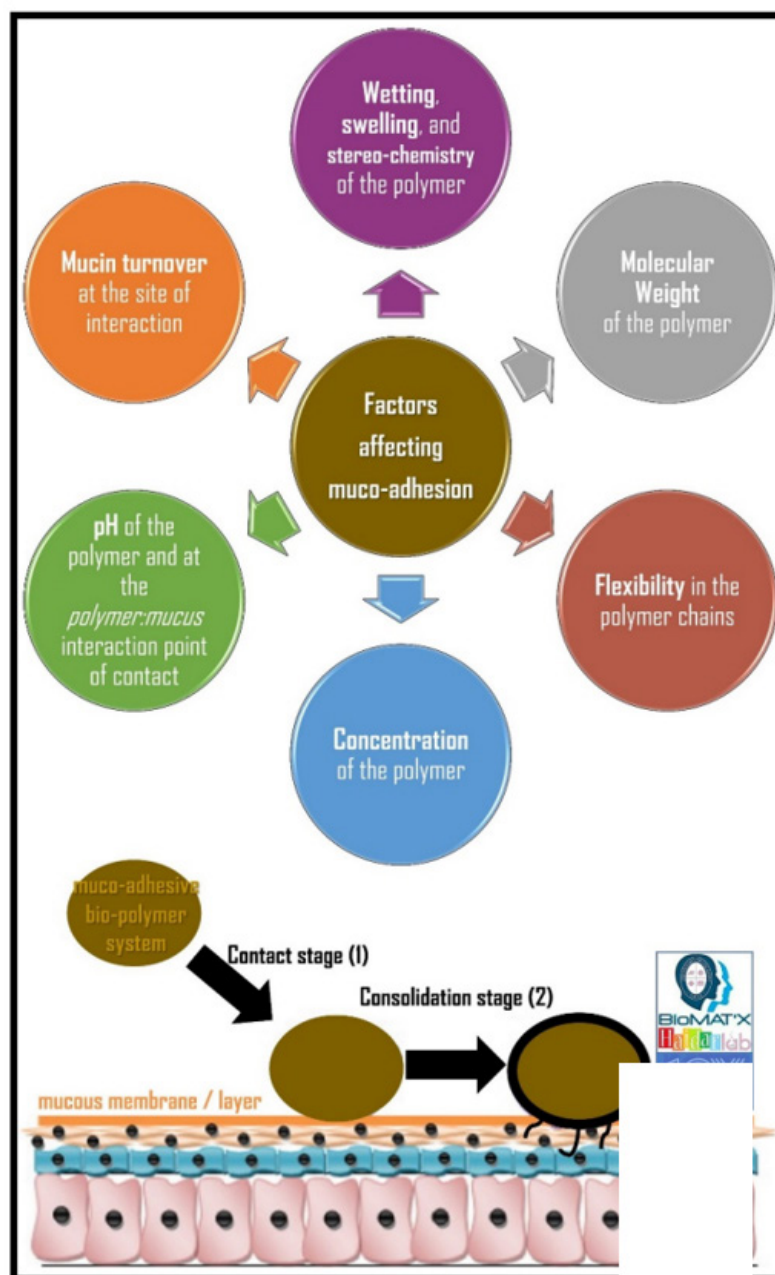 Wetting,
swelling, and
stereo-chemistry
of the polymer
Mucin turnover
at the site of
interaction
Molecular
Weight
of the polymer
Factors
affecting
muco-adhesion
pH of the
polymer and at
the
polymer:mucus
interaction point
of contact
Flexibility in the
polymer chains
Concentration
of the polymer
muco-adhesive
bio-polymer
system
Contact stage (1)
Consolidation stage (2)
BioMAT'X
mucous membrane / layer